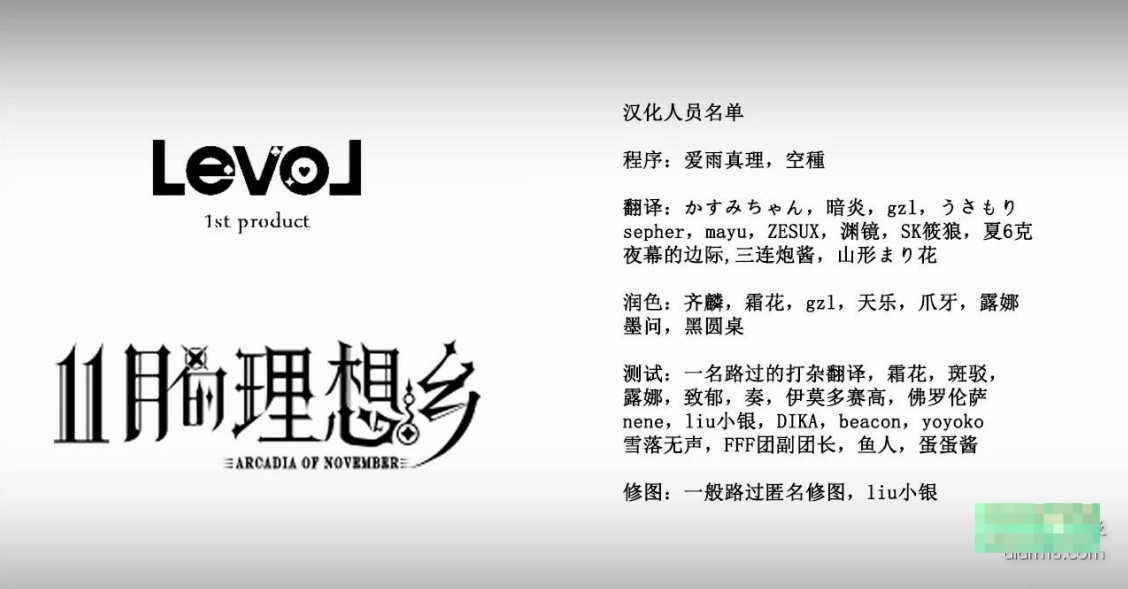 Levol
1st product
11月的理想乡
ARCADIA OF NOVEMBER
汉化人员名单
程序：爱雨真理，空種
翻译：かすみちゃん，暗炎，gzl，うさもり
sepher，mayu，ZESUX，渊镜，SK筱狼，夏6克
夜幕的边际,三连炮酱，山形まり花
润色：齐麟，霜花，gzl，天乐，爪牙，露娜
墨问，黑圆桌
测试：一名路过的打杂翻译，霜花，斑驳，
露娜，致郁，奏，伊莫多赛高，佛罗伦萨
nene，liu小银，DIKA，beacon，yoyoko
雪落无声，FFF团副团长，鱼人，蛋蛋酱
修图：一般路过匿名修图，liu小银